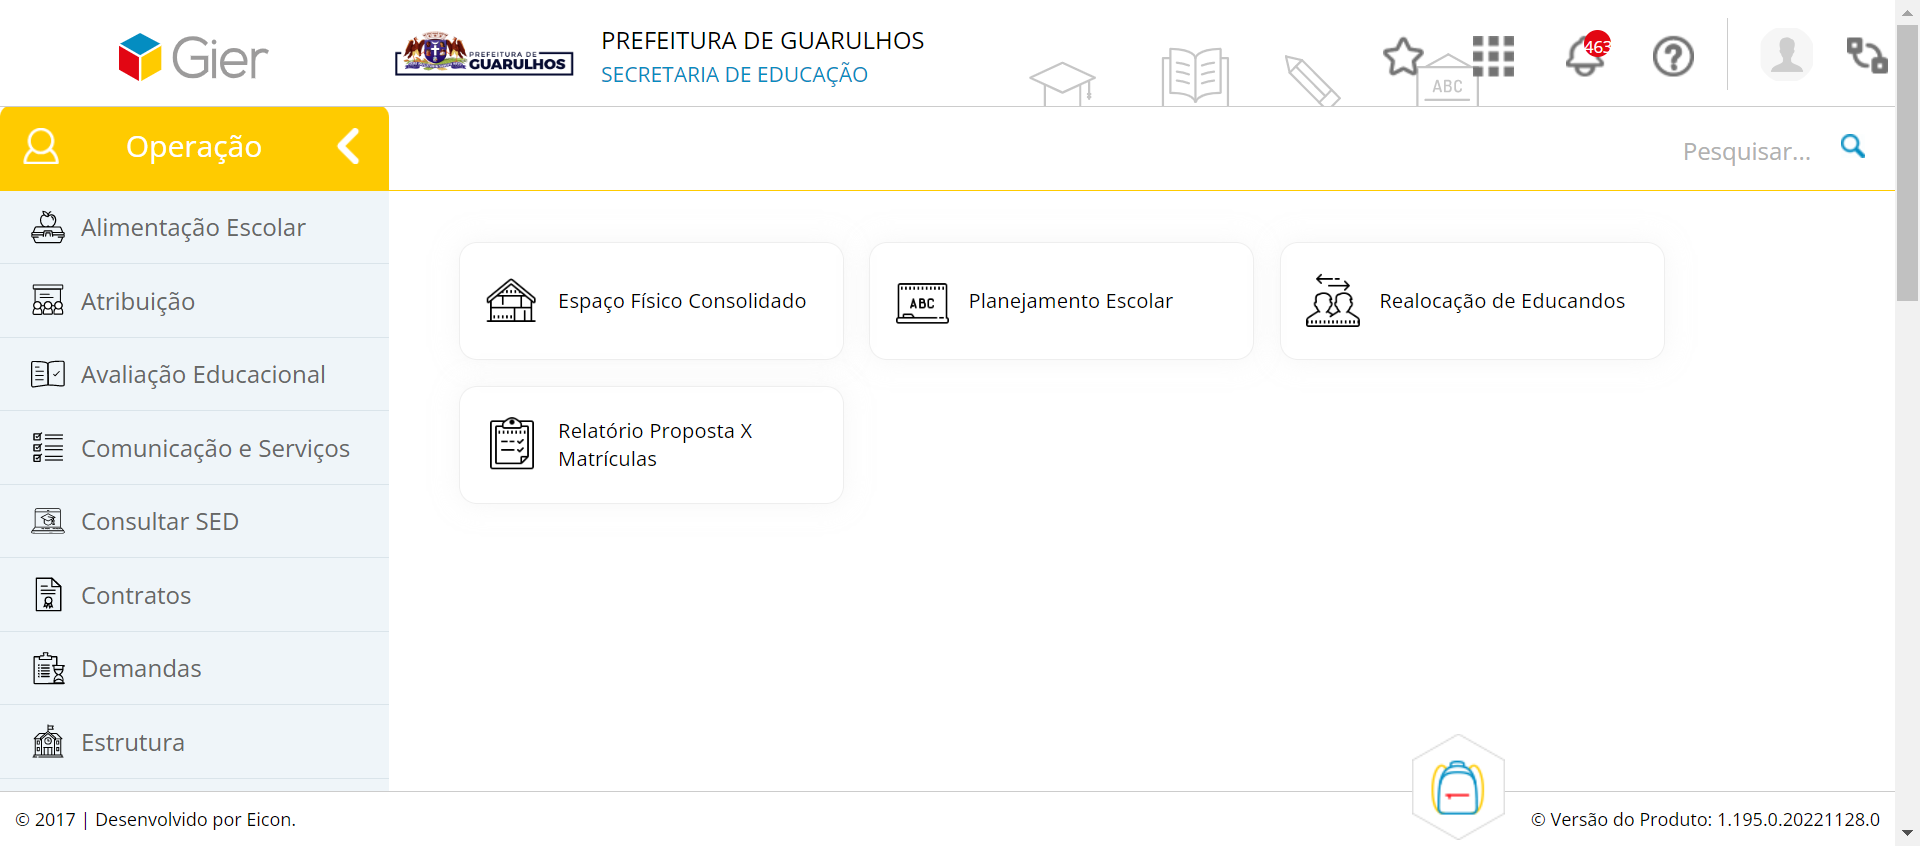 Gier
PREFEITURA DE
GUARULHOS
PREFEITURA DE GUARULHOS
SECRETARIA DE EDUCAÇÃO
ABC
463
?
Operação
Pesquisar...
Alimentação Escolar
Atribuição
Avaliação Educacional
Comunicação e Serviços
Consultar SED
Contratos
Demandas
Estrutura
Espaço Físico Consolidado
ABC
Planejamento Escolar
Realocação de Educandos
Relatório Proposta X
Matrículas
© 2017 | Desenvolvido por Eicon.
© Versão do Produto: 1.195.0.20221128.0